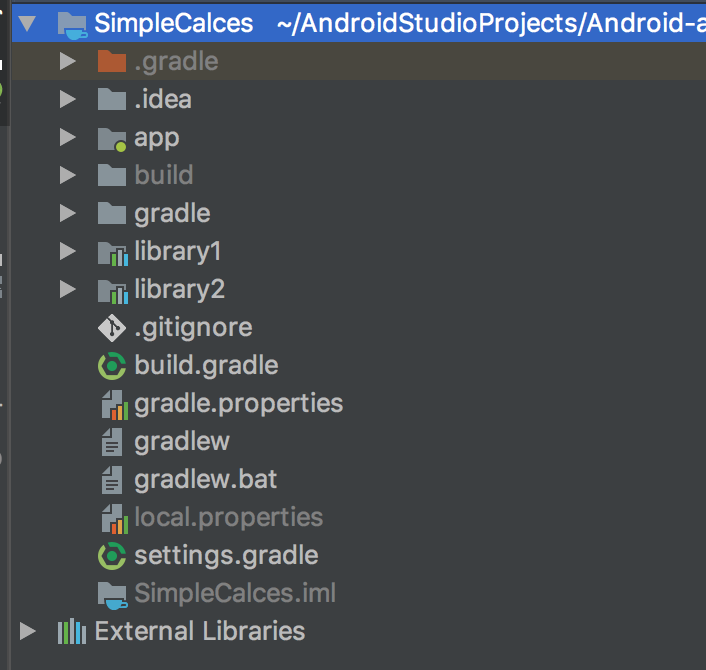 SimpleCalces ~/AndroidStudioProjects/Android-a
.gradle
.idea
app
build
gradle
library1
library2
.gitignore
build.gradle
gradle.properties
gradlew
gradlew.bat
local.properties
settings.gradle
SimpleCalces.iml
External Libraries